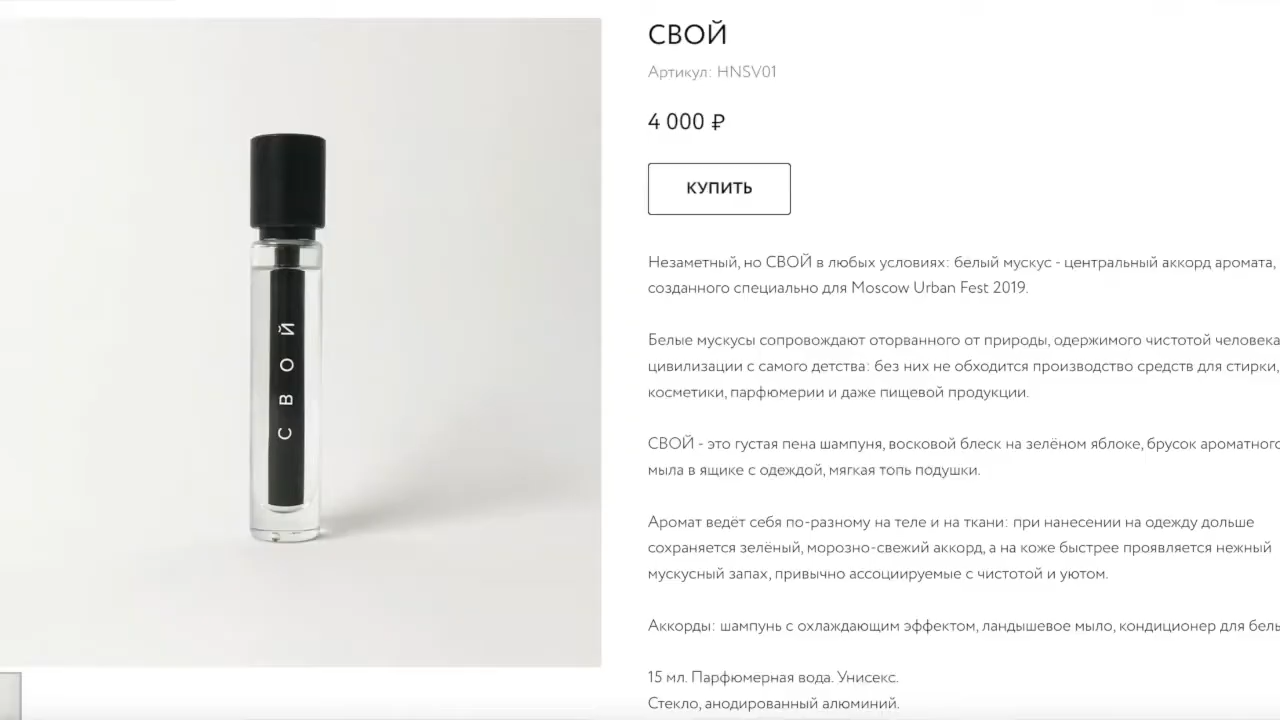 СВОЙ
Артикул: HNSV01
4 000 ₽
КУПИТЬ
СВОЙ
Незаметный, но СВОЙ в любых условиях: белый мускус - центральный аккорд аромата,
созданного специально для Moscow Urban Fest 2019.
Белые мускусы сопровождают оторванного от природы, одержимого чистотой человека
цивилизации с самого детства: без них не обходится производство средств для стирки,
косметики, парфюмерии и даже пищевой продукции.
СВОЙ - это густая пена шампуня, восковой блеск на зелёном яблоке, брусок ароматного
мыла в ящике с одеждой, мягкая топь подушки.
Аромат ведёт себя по-разному на теле и на ткани: при нанесении на одежду дольше
сохраняется зелёный, морозно-свежий аккорд, а на коже быстрее проявляется нежный
мускусный запах, привычно ассоциируемые с чистотой и уютом.
Аккорды: шампунь с охлаждающим эффектом, ландышевое мыло, кондиционер для бель
15 мл. Парфюмерная вода. Унисекс.
Стекло, анодированный алюминий.